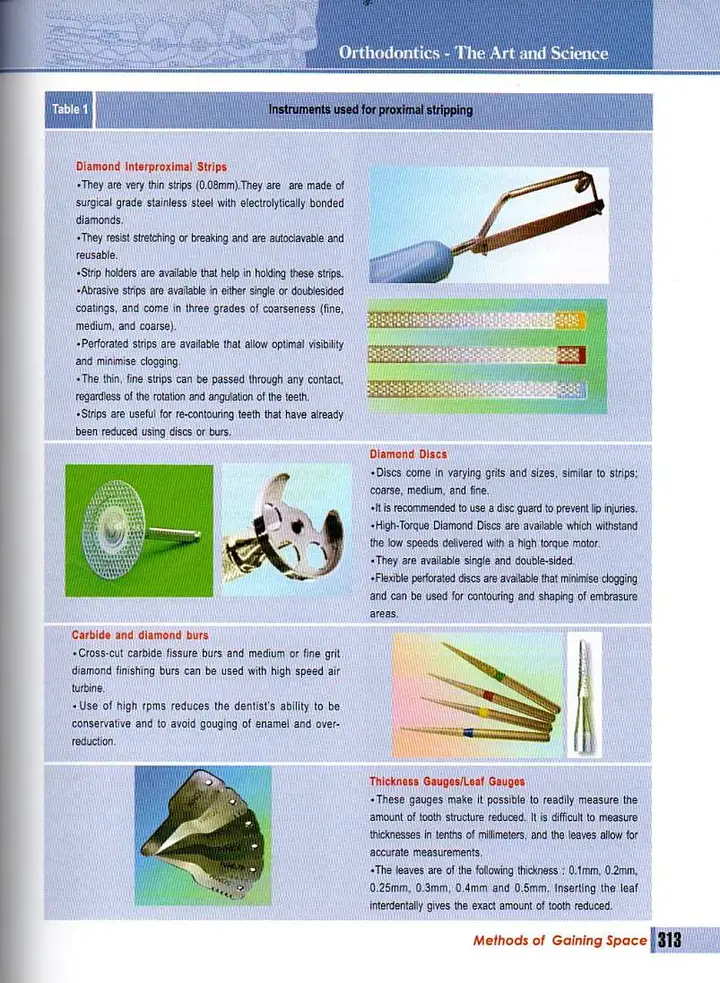 Orthodontics - The Art and Science
Table 1
Instruments used for proximal stripping
Diamond Interproximal Strips
•They are very thin strips (0.08mm).They are are made of
surgical grade stainless steel with electrolytically bonded
diamonds.
•They resist stretching or breaking and are autoclavable and
reusable.
•Strip holders are available that help in holding these strips.
•Abrasive strips are available in either single or doublesided
coatings, and come in three grades of coarseness (fine,
medium, and coarse).
•Perforated strips are available that allow optimal visibility
and minimise clogging.
•The thin, fine strips can be passed through any contact,
regardless of the rotation and angulation of the teeth.
•Strips are useful for re-contouring teeth that have already
been reduced using discs or burs.
Diamond Discs
•Discs come in varying grits and sizes, similar to strips;
coarse, medium, and fine.
•It is recommended to use a disc guard to prevent lip injuries.
•High-Torque Diamond Discs are available which withstand
the low speeds delivered with a high torque motor.
•They are available single and double-sided.
•Flexible perforated discs are available that minimise clogging
and can be used for contouring and shaping of embrasure
areas.
Carbide and diamond burs
•Cross-cut carbide fissure burs and medium or fine grit
diamond finishing burs can be used with high speed air
turbine.
•Use of high rpms reduces the dentist's ability to be
conservative and to avoid gouging of enamel and over-
reduction.
Thickness Gauges/Leaf Gauges
•These gauges make it possible to readily measure the
amount of tooth structure reduced. It is difficult to measure
thicknesses in tenths of millimeters, and the leaves allow for
accurate measurements.
•The leaves are of the following thickness : 0.1mm, 0.2mm,
0.25mm, 0.3mm, 0.4mm and 0.5mm. Inserting the leaf
interdentally gives the exact amount of tooth reduced.
Methods of Gaining Space 313